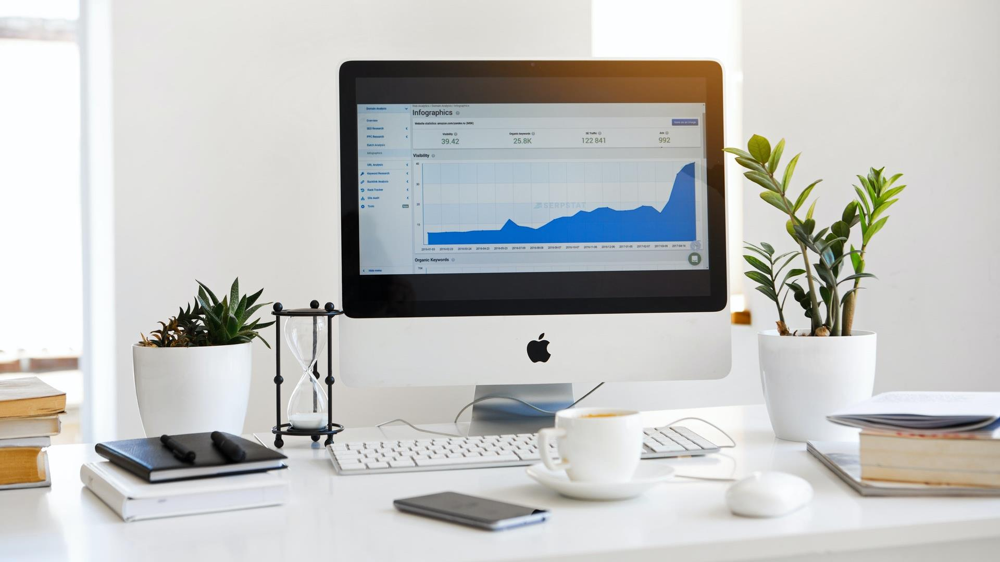 Domain Analysis
Overview
SEO Research
PPC Research
Batch Analysis
Infographics
URL Analysis
Keyword Research
Backlink Analysis
Rank Tracker
Site Audit
Tools
Hide menu
Web Analytics / Domain Analysis / Infographics
Infographics
Website statistics: amazon.com/yandex.ru (MSK)
Save as an image
Visibility Organic keywords SE Traffic Ads
39.42 25.8K 122 841 992
Visibility
40
30
20
10
SERPSTAT
2016-01-03 2016-02-23 2016-03-24 2016-04-23 2016-05-23 2016-07-09 2016-08-08 2016-09-07 2016-10-07 2016-11-06 2016-12-06 2017-01-05 2017-02-07 2017-03-09 2017-04-14
Organic Keywords
70K